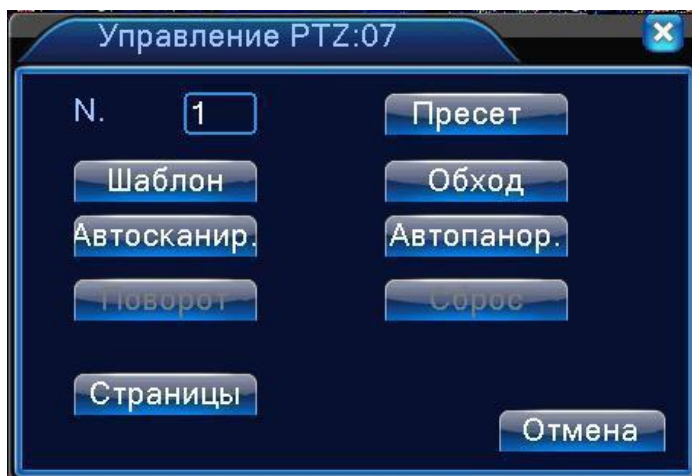 Управление PTZ:07
N. 1 Пресет
Шаблон Обход
Автосканир. Автопанор.
Поворот Сброс
Страницы
Отмена